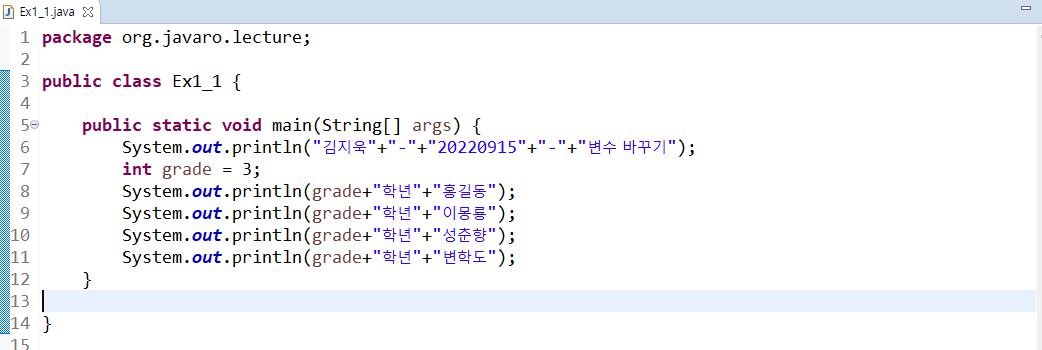 Ex1_1.java
1 package org.javaro.lecture;
2
3 public class Ex1_1 {
4
5 public static void main(String[] args) {
6 System.out.println("김지욱"+"-"+"20220915"+"-"+"변수 바꾸기");
7 int grade = 3;
8 System.out.println(grade+"학년"+"홍길동");
9 System.out.println(grade+"학년"+"이몽룡");
10 System.out.println(grade+"학년"+"성춘향");
11 System.out.println(grade+"학년"+"변학도");
12 }
13
14 }
15